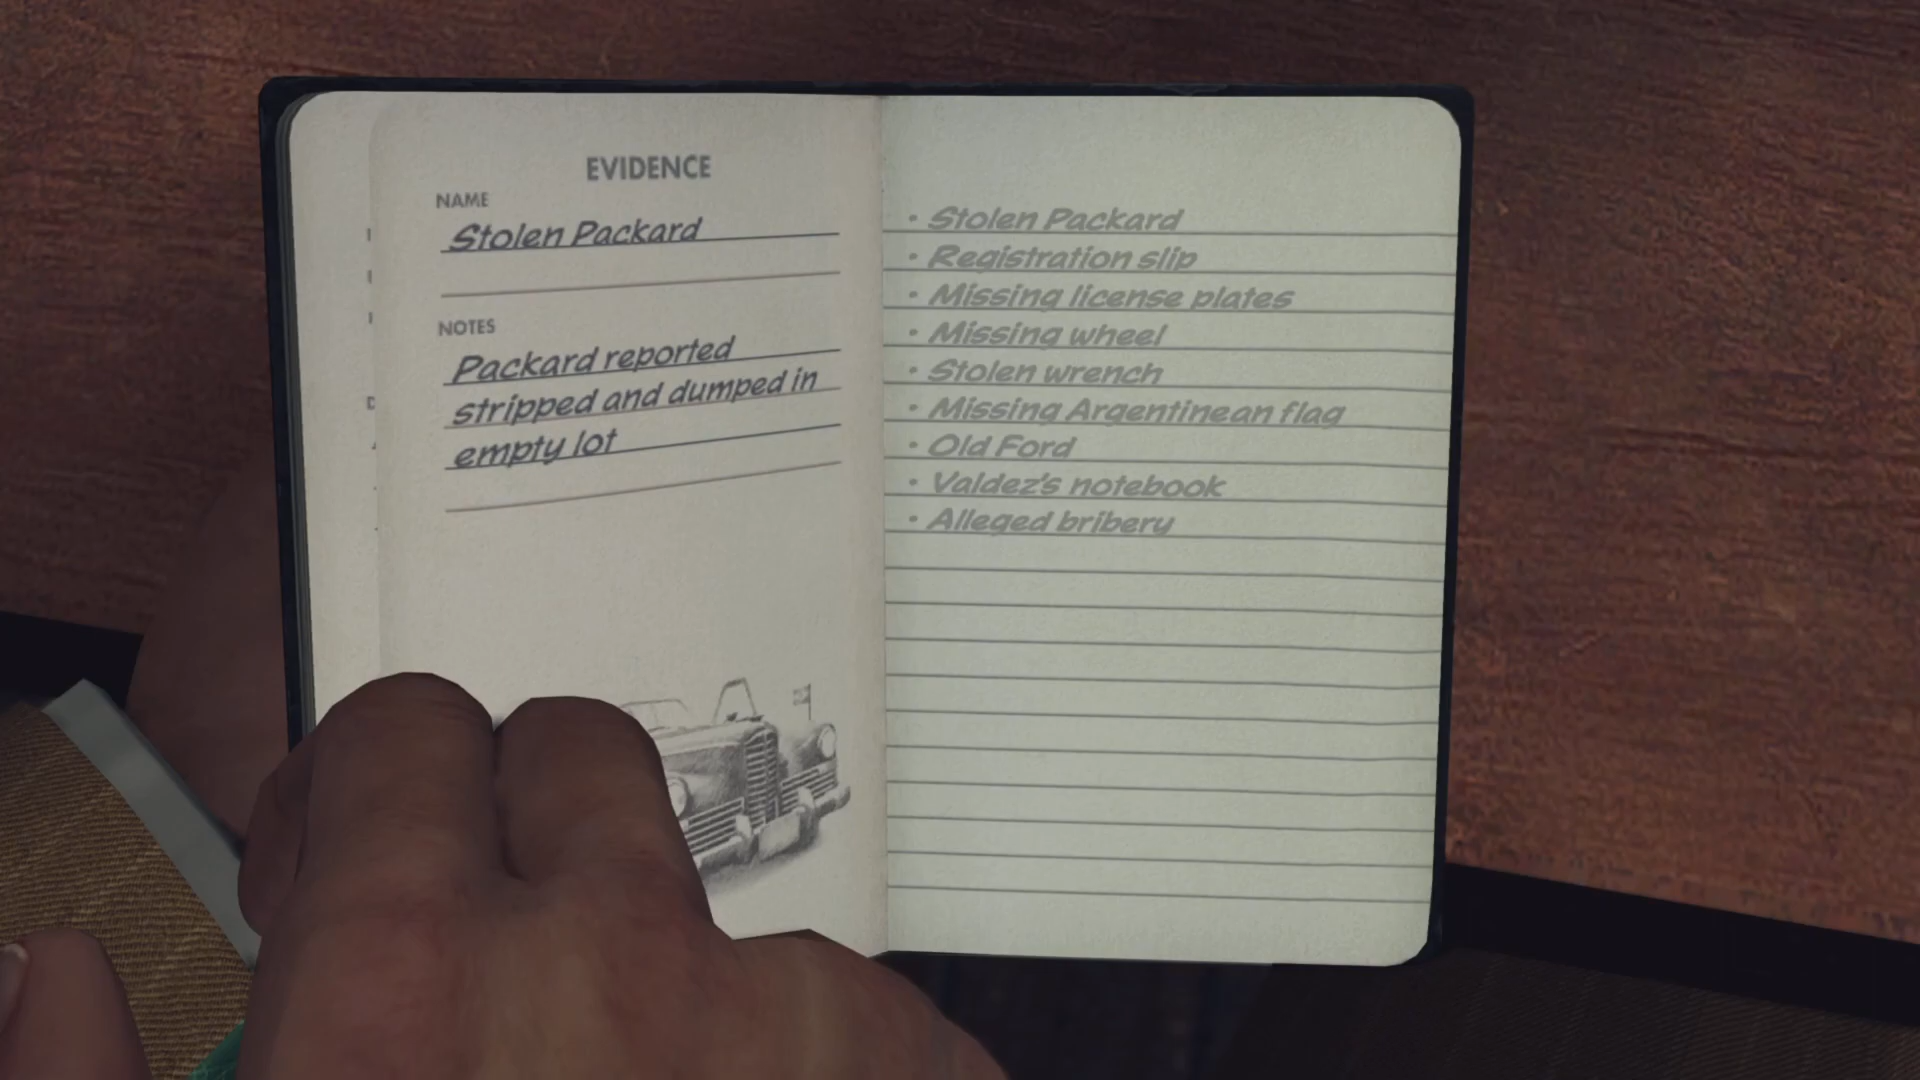 EVIDENCE
NAME
Stolen Packard
NOTES
Packard reported
stripped and dumped in
empty lot
• Stolen Packard
• Registration slip
• Missing license plates
• Missing wheel
• Stolen wrench
• Missing Argentinean flag
• Old Ford
• Valdez's notebook
• Alleged bribery